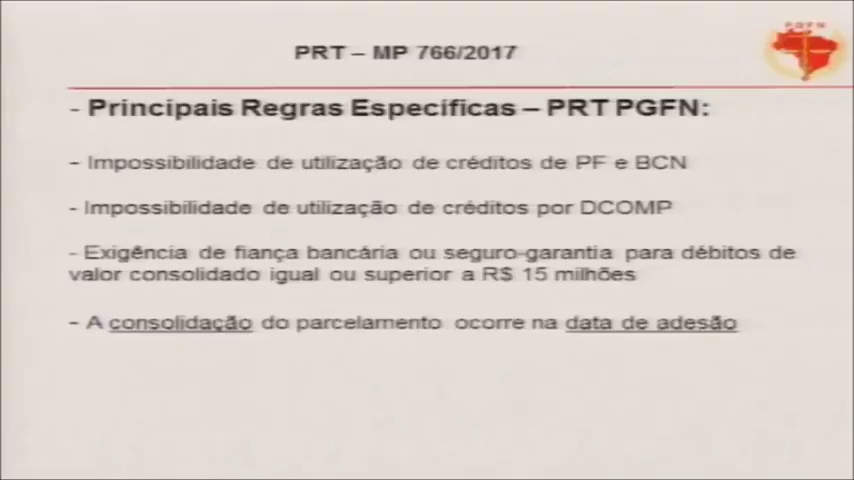 PGFN
PRT – MP 766/2017
- Principais Regras Específicas – PRT PGFN:
- Impossibilidade de utilização de créditos de PF e BCN
- Impossibilidade de utilização de créditos por DCOMP
- Exigência de fiança bancária ou seguro-garantia para débitos de
valor consolidado igual ou superior a R$ 15 milhões
- A consolidação do parcelamento ocorre na data de adesão